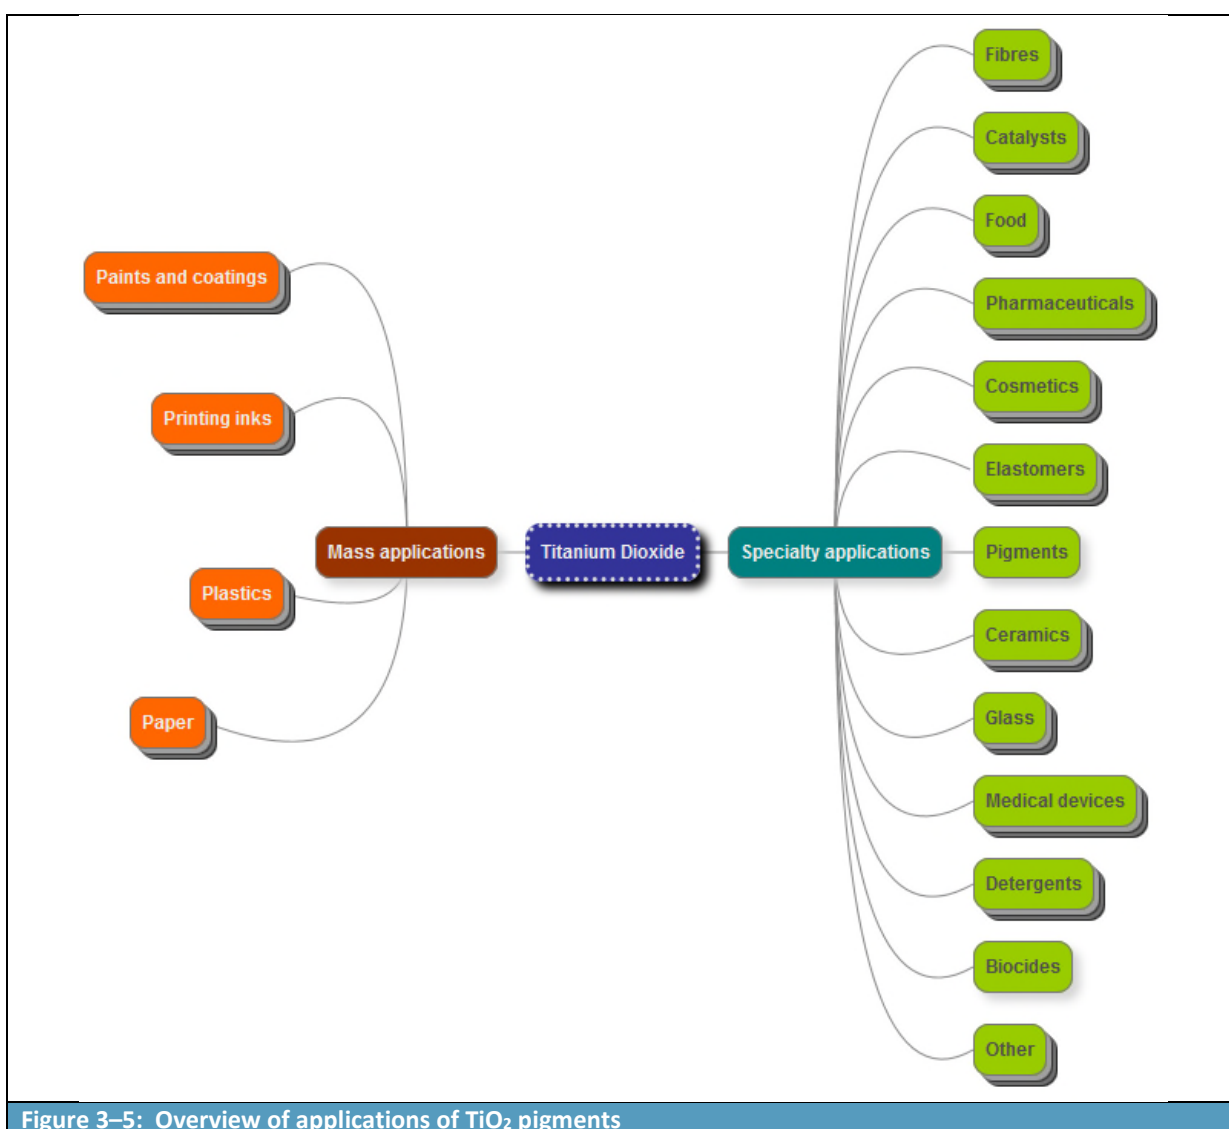 Fibres
Catalysts
Food
Pharmaceuticals
Cosmetics
Elastomers
Pigments
Ceramics
Glass
Medical devices
Detergents
Biocides
Other
Paints and coatings
Printing inks
Plastics
Paper
Mass applications
Titanium Dioxide
Specialty applications
Figure 3–5: Overview of applications of TiO₂ pigments